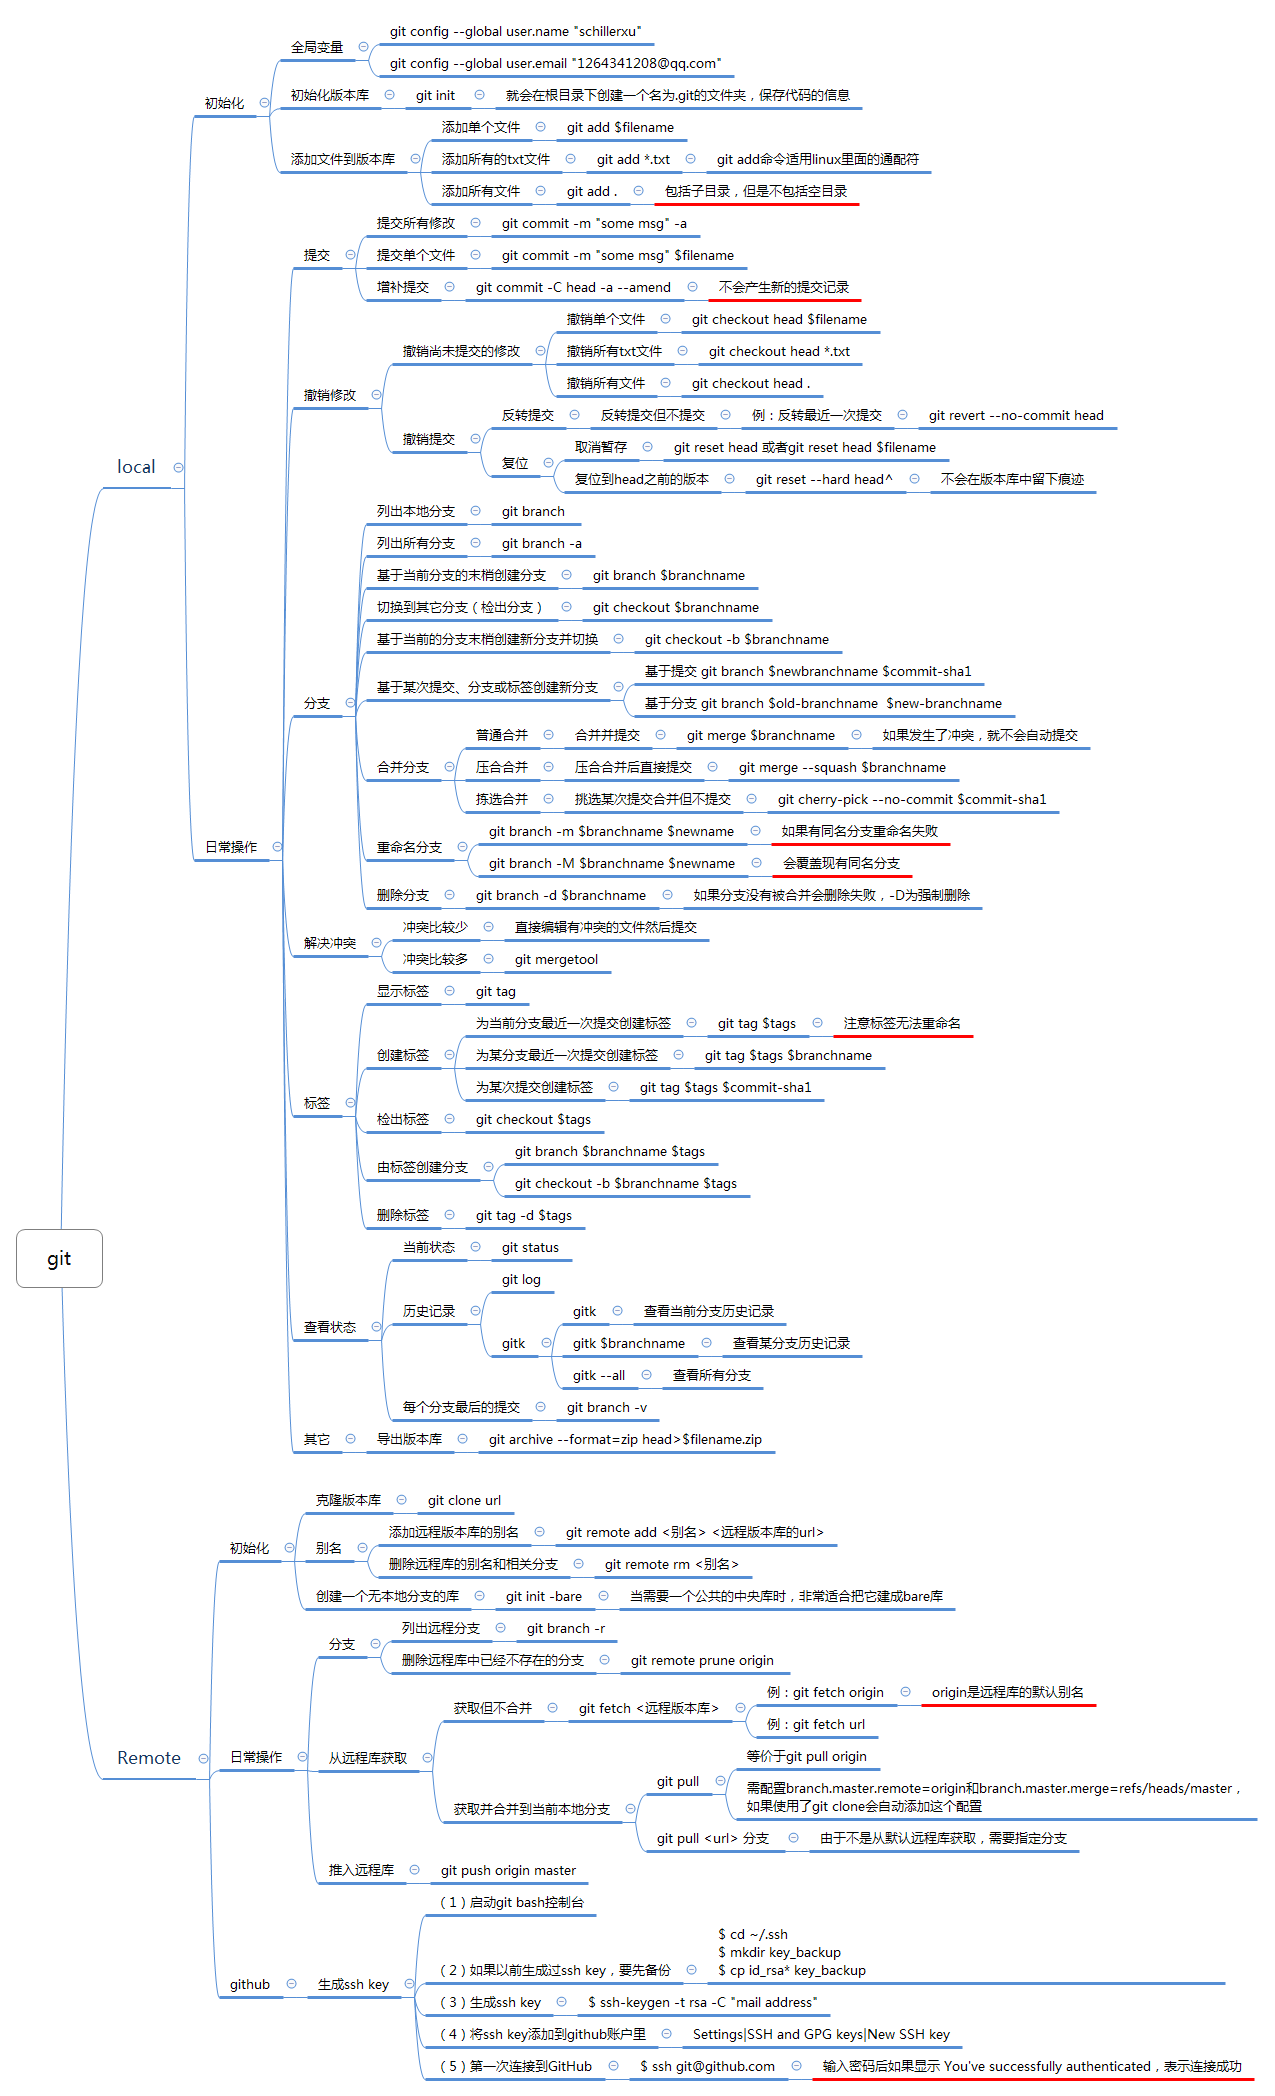 git
local
初始化
全局变量
git config --global user.name "schillerxu"
git config --global user.email "1264341208@qq.com"
初始化版本库
git init
就会在根目录下创建一个名为.git的文件夹，保存代码的信息
添加文件到版本库
添加单个文件
git add $filename
添加所有的txt文件
git add *.txt
git add命令适用linux里面的通配符
添加所有文件
git add .
包括子目录，但是不包括空目录
日常操作
提交
提交所有修改
git commit -m "some msg" -a
提交单个文件
git commit -m "some msg" $filename
增补提交
git commit -C head -a --amend
不会产生新的提交记录
撤销修改
撤销尚未提交的修改
撤销单个文件
git checkout head $filename
撤销所有txt文件
git checkout head *.txt
撤销所有文件
git checkout head .
撤销提交
反转提交
反转提交但不提交
例：反转最近一次提交
git revert --no-commit head
复位
取消暂存
git reset head 或者git reset head $filename
复位到head之前的版本
git reset --hard head^
不会在版本库中留下痕迹
分支
列出本地分支
git branch
列出所有分支
git branch -a
基于当前分支的末梢创建分支
git branch $branchname
切换到其它分支（检出分支）
git checkout $branchname
基于当前的分支末梢创建新分支并切换
git checkout -b $branchname
基于某次提交、分支或标签创建新分支
基于提交 git branch $newbranchname $commit-sha1
基于分支 git branch $old-branchname  $new-branchname
合并分支
普通合并
合并并提交
git merge $branchname
如果发生了冲突，就不会自动提交
压合合并
压合合并后直接提交
git merge --squash $branchname
拣选合并
挑选某次提交合并但不提交
git cherry-pick --no-commit $commit-sha1
重命名分支
git branch -m $branchname $newname
如果有同名分支重命名失败
git branch -M $branchname $newname
会覆盖现有同名分支
删除分支
git branch -d $branchname
如果分支没有被合并会删除失败，-D为强制删除
解决冲突
冲突比较少
直接编辑有冲突的文件然后提交
冲突比较多
git mergetool
标签
显示标签
git tag
创建标签
为当前分支最近一次提交创建标签
git tag $tags
注意标签无法重命名
为某分支最近一次提交创建标签
git tag $tags $branchname
为某次提交创建标签
git tag $tags $commit-sha1
检出标签
git checkout $tags
由标签创建分支
git branch $branchname $tags
git checkout -b $branchname $tags
删除标签
git tag -d $tags
查看状态
当前状态
git status
历史记录
git log
gitk
gitk
查看当前分支历史记录
gitk $branchname
查看某分支历史记录
gitk --all
查看所有分支
每个分支最后的提交
git branch -v
其它
导出版本库
git archive --format=zip head>$filename.zip
Remote
初始化
克隆版本库
git clone url
别名
添加远程版本库的别名
git remote add <别名> <远程版本库的url>
删除远程库的别名和相关分支
git remote rm <别名>
创建一个无本地分支的库
git init -bare
当需要一个公共的中央库时，非常适合把它建成bare库
日常操作
分支
列出远程分支
git branch -r
删除远程库中已经不存在的分支
git remote prune origin
从远程库获取
获取但不合并
git fetch <远程版本库>
例：git fetch origin
origin是远程库的默认别名
例：git fetch url
获取并合并到当前本地分支
git pull
等价于git pull origin
需配置branch.master.remote=origin和branch.master.merge=refs/heads/master，
如果使用了git clone会自动添加这个配置
git pull <url> 分支
由于不是从默认远程库获取，需要指定分支
推入远程库
git push origin master
github
生成ssh key
（1）启动git bash控制台
（2）如果以前生成过ssh key，要先备份
$ cd ~/.ssh
$ mkdir key_backup
$ cp id_rsa* key_backup
（3）生成ssh key
$ ssh-keygen -t rsa -C "mail address"
（4）将ssh key添加到github账户里
Settings|SSH and GPG keys|New SSH key
（5）第一次连接到GitHub
$ ssh git@github.com
输入密码后如果显示 You've successfully authenticated，表示连接成功